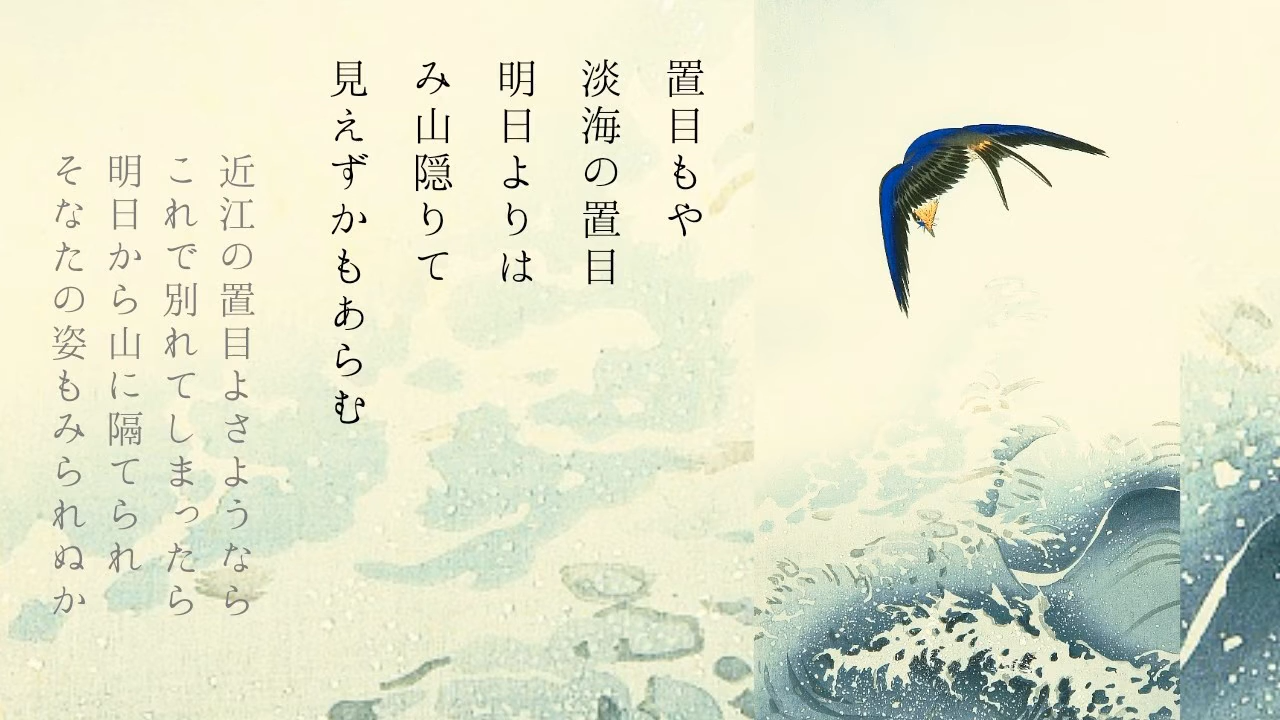 置目もや
淡海の置目
明日よりは
み山隠りて
見えずかもあらむ
近江の置目よさようなら
これで別れてしまったら
明日から山に隔てられ
そなたの姿もみられぬか